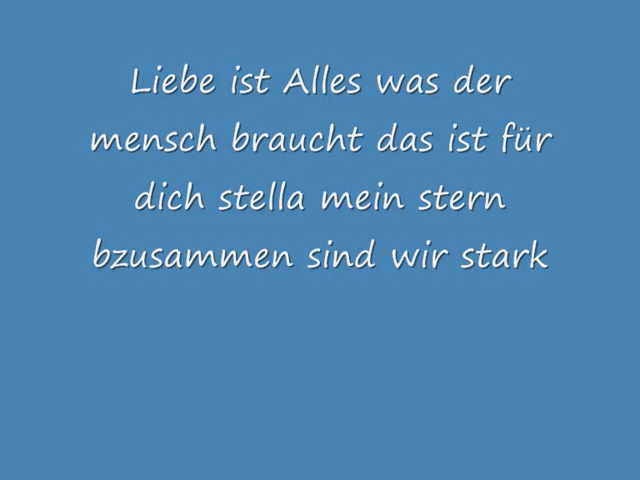 Liebe ist Alles was der
mensch braucht das ist für
dich stella mein stern
bzusammen sind wir stark